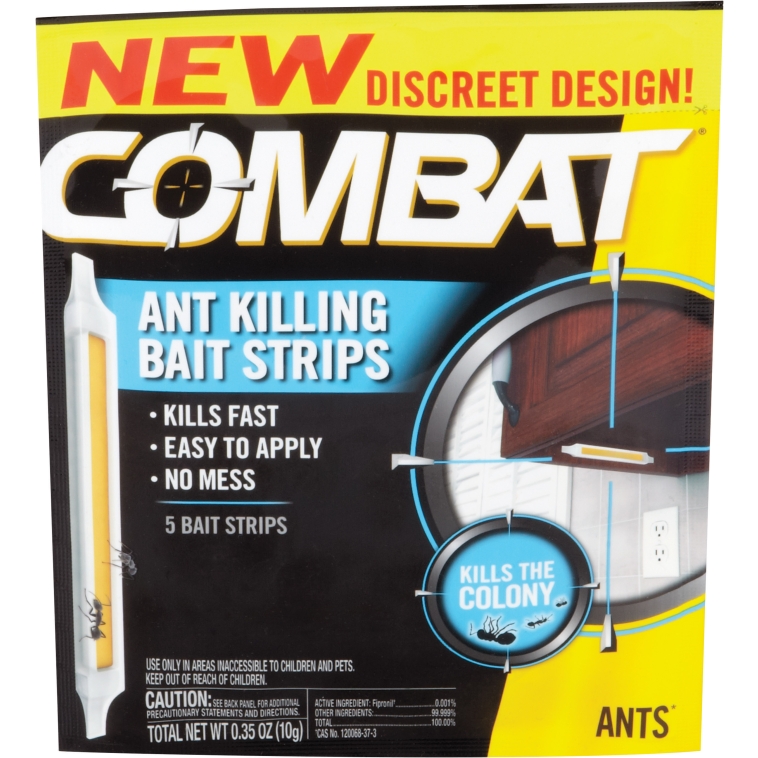 NEW DISCREET DESIGN!
COMBAT®
ANT KILLING
BAIT STRIPS
• KILLS FAST
• EASY TO APPLY
• NO MESS
5 BAIT STRIPS
KILLS THE
COLONY
USE ONLY IN AREAS INACCESSIBLE TO CHILDREN AND PETS.
KEEP OUT OF REACH OF CHILDREN.
CAUTION: SEE BACK PANEL FOR ADDITIONAL
PRECAUTIONARY STATEMENTS AND DIRECTIONS.
TOTAL NET WT 0.35 OZ (10g)
ACTIVE INGREDIENT: Fipronil*..........0.001%
OTHER INGREDIENTS:..........99.999%
TOTAL..........100.00%
*CAS No. 120068-37-3
ANTS*